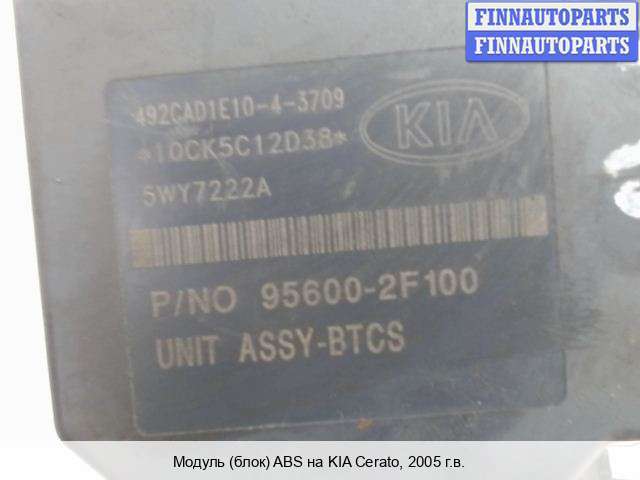 FINNAUTOPARTS
FINNAUTOPARTS
492CAD1E10-4-3709
*10CK5C12D38*
5WY7222A
KIA
P/NO 95600-2F100
UNIT ASSY-BTCS
Модуль (блок) ABS на KIA Cerato, 2005 г.в.